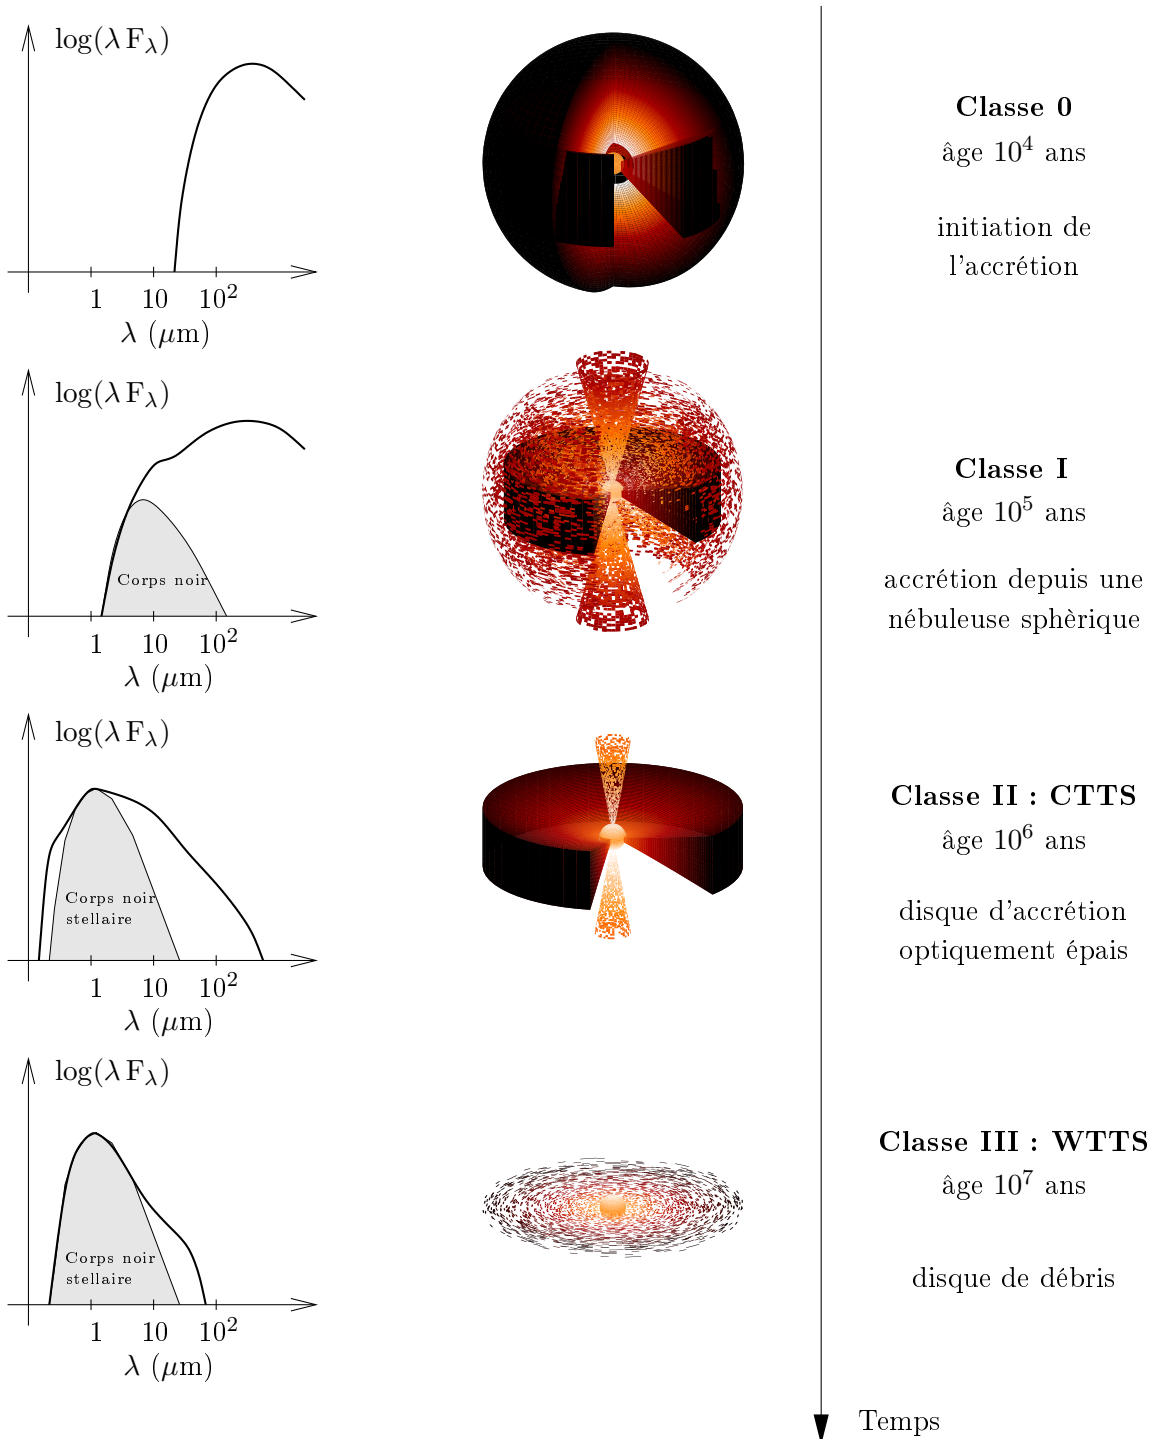 log(λ F_λ)
1 10 10²
λ (μm)
Classe 0
âge 10⁴ ans
initiation de
l'accrétion
log(λ F_λ)
Corps noir
1 10 10²
λ (μm)
Classe I
âge 10⁵ ans
accrétion depuis une
nébuleuse sphèrique
log(λ F_λ)
Corps noir
stellaire
1 10 10²
λ (μm)
Classe II : CTTS
âge 10⁶ ans
disque d'accrétion
optiquement épais
log(λ F_λ)
Corps noir
stellaire
1 10 10²
λ (μm)
Classe III : WTTS
âge 10⁷ ans
disque de débris
Temps